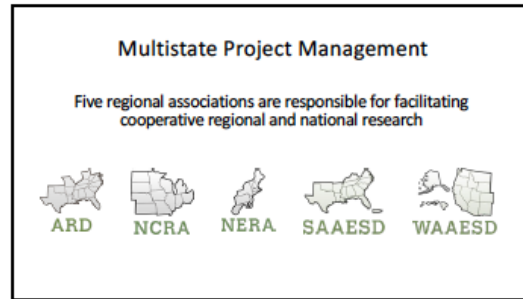 Multistate Project Management
Five regional associations are responsible for facilitating
cooperative regional and national research
ARD NCRA NERA SAAESD WAAESD